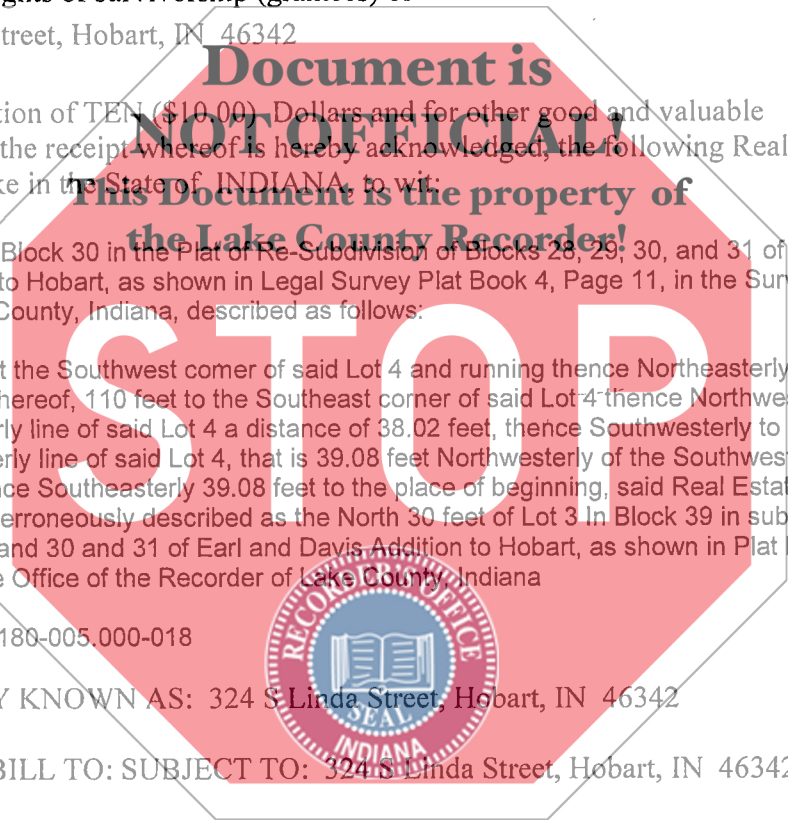 ghts of survivorship (grantees) of
treet, Hobart, IN 46342
Document is
tion of TEN ($10.00) Dollars and for other good and valuable
NOT OFFICIAL!
the receipt whereof is hereby acknowledged, the following Real
ke in the State of INDIANA, to wit:
This Document is the property of
the Lake County Recorder!
Block 30 in the Plat of Re-Subdivision of Blocks 28, 29, 30, and 31 of
to Hobart, as shown in Legal Survey Plat Book 4, Page 11, in the Sur
County, Indiana, described as follows:
STOP
t the Southwest corner of said Lot 4 and running thence Northeasterly
hereof, 110 feet to the Southeast corner of said Lot 4 thence Northwe
rly line of said Lot 4 a distance of 38.02 feet, thence Southwesterly to
erly line of said Lot 4, that is 39.08 feet Northwesterly of the Southwes
ce Southeasterly 39.08 feet to the place of beginning, said Real Estat
erroneously described as the North 30 feet of Lot 3 In Block 39 in sub
and 30 and 31 of Earl and Davis Addition to Hobart, as shown in Plat
e Office of the Recorder of Lake County, Indiana
180-005.000-018
RECORDER'S OFFICE
SEAL
INDIANA
Y KNOWN AS: 324 S Linda Street, Hobart, IN 46342
BILL TO: SUBJECT TO: 324 S Linda Street, Hobart, IN 46342